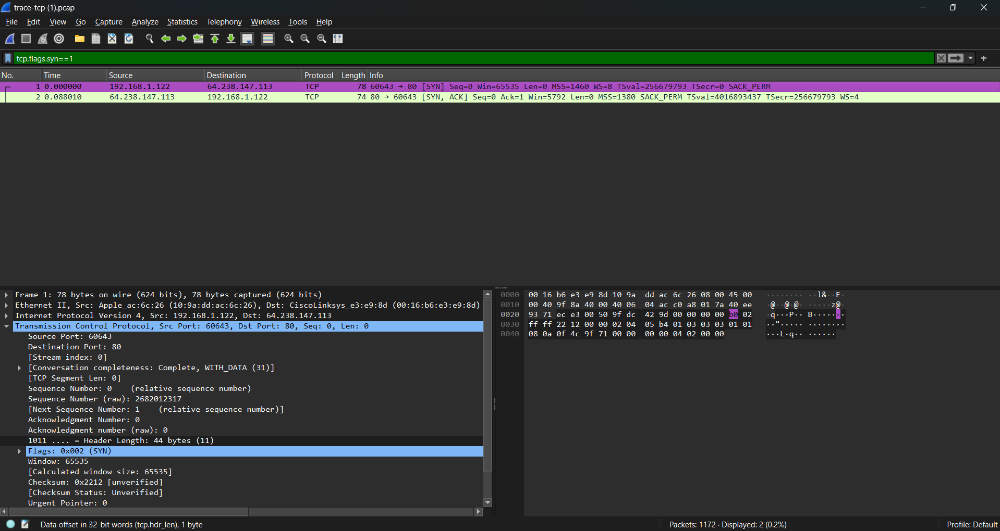 trace-tcp (1).pcap
File Edit View Go Capture Analyze Statistics Telephony Wireless Tools Help
tcp.flags.syn==1
No. Time Source Destination Protocol Length Info
1 0.000000 192.168.1.122 64.238.147.113 TCP 78 60643 → 80 [SYN] Seq=0 Win=65535 Len=0 MSS=1460 WS=8 TSval=256679793 TSecr=0 SACK_PERM
2 0.088010 64.238.147.113 192.168.1.122 TCP 74 80 → 60643 [SYN, ACK] Seq=0 Ack=1 Win=5792 Len=0 MSS=1380 SACK_PERM TSval=4016893437 TSecr=256679793 WS=4
Frame 1: 78 bytes on wire (624 bits), 78 bytes captured (624 bits)
Ethernet II, Src: Apple_ac:6c:26 (10:9a:dd:ac:6c:26), Dst: CiscoLinksys_e3:e9:8d (00:16:b6:e3:e9:8d)
Internet Protocol Version 4, Src: 192.168.1.122, Dst: 64.238.147.113
Transmission Control Protocol, Src Port: 60643, Dst Port: 80, Seq: 0, Len: 0
Source Port: 60643
Destination Port: 80
[Stream index: 0]
[Conversation completeness: Complete, WITH_DATA (31)]
[TCP Segment Len: 0]
Sequence Number: 0 (relative sequence number)
Sequence Number (raw): 2682012317
[Next Sequence Number: 1 (relative sequence number)]
Acknowledgment Number: 0
Acknowledgment number (raw): 0
1011 .... = Header Length: 44 bytes (11)
Flags: 0x002 (SYN)
Window: 65535
[Calculated window size: 65535]
Checksum: 0x2212 [unverified]
[Checksum Status: Unverified]
Urgent Pointer: 0
0000 00 16 b6 e3 e9 8d 10 9a dd ac 6c 26 08 00 45 00 ········ ··l&··E·
0010 00 40 9f 8a 40 00 40 06 04 ac c0 a8 01 7a 40 ee ·@··@·@· ·····z@·
0020 93 71 ec e3 00 50 9f dc 42 9d 00 00 00 00 b0 02 ·q···P·· B·······
0030 ff ff 22 12 00 00 02 04 05 b4 01 03 03 03 01 01 ··"····· ········
0040 08 0a 0f 4c 9f 71 00 00 00 00 04 02 00 00 ···L·q·· ······
Data offset in 32-bit words (tcp.hdr_len), 1 byte
Packets: 1172 · Displayed: 2 (0.2%)
Profile: Default